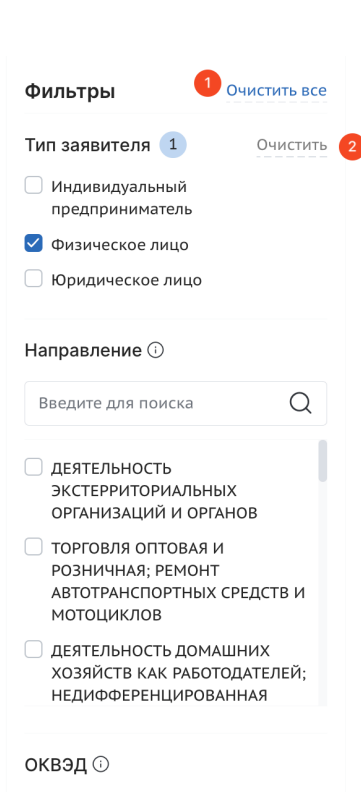 Фильтры 1 Очистить все
Тип заявителя 1 Очистить 2
Индивидуальный
предприниматель
Физическое лицо
Юридическое лицо
Направление
Введите для поиска
ДЕЯТЕЛЬНОСТЬ
ЭКСТЕРРИТОРИАЛЬНЫХ
ОРГАНИЗАЦИЙ И ОРГАНОВ
ТОРГОВЛЯ ОПТОВАЯ И
РОЗНИЧНАЯ; РЕМОНТ
АВТОТРАНСПОРТНЫХ СРЕДСТВ И
МОТОЦИКЛОВ
ДЕЯТЕЛЬНОСТЬ ДОМАШНИХ
ХОЗЯЙСТВ КАК РАБОТОДАТЕЛЕЙ;
НЕДИФФЕРЕНЦИРОВАННАЯ
ОКВЭД